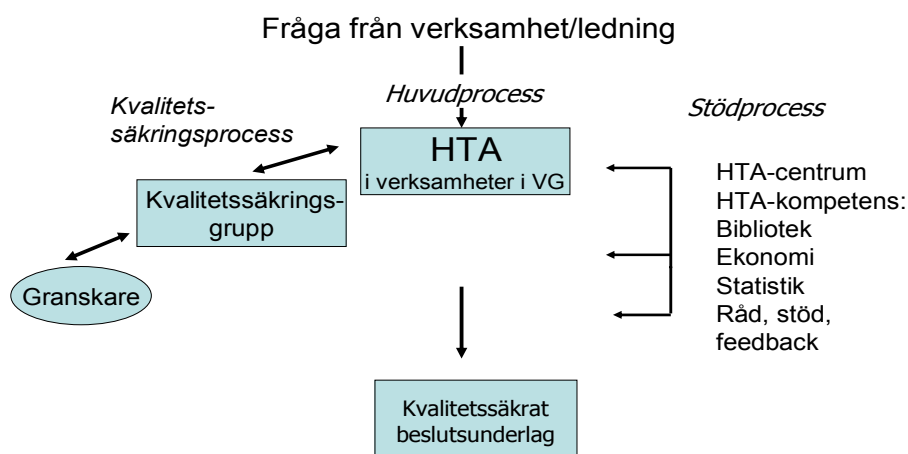 Fråga från verksamhet/ledning
Kvalitets-
säkringsprocess
Huvudprocess
Stödprocess
HTA
i verksamheter i VG
Kvalitetssäkrings-
grupp
Granskare
HTA-centrum
HTA-kompetens:
Bibliotek
Ekonomi
Statistik
Råd, stöd,
feedback
Kvalitetssäkrat
beslutsunderlag